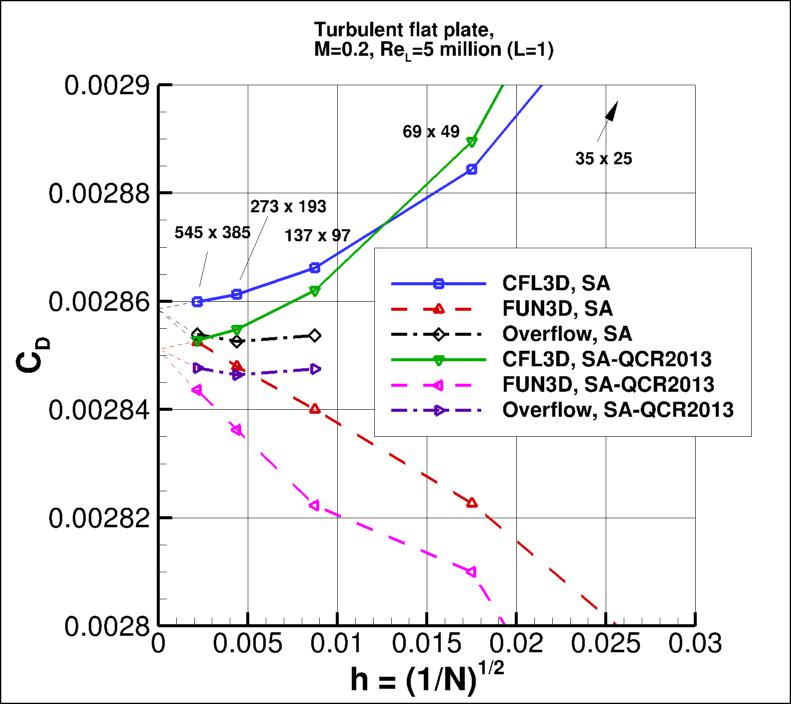 Turbulent flat plate,
M=0.2, ReL=5 million (L=1)
0.0029
0.00288
0.00286
0.00284
0.00282
0.0028
CD
69 x 49
35 x 25
273 x 193
545 x 385
137 x 97
CFL3D, SA
FUN3D, SA
Overflow, SA
CFL3D, SA-QCR2013
FUN3D, SA-QCR2013
Overflow, SA-QCR2013
0 0.005 0.01 0.015 0.02 0.025 0.03
h = (1/N)1/2